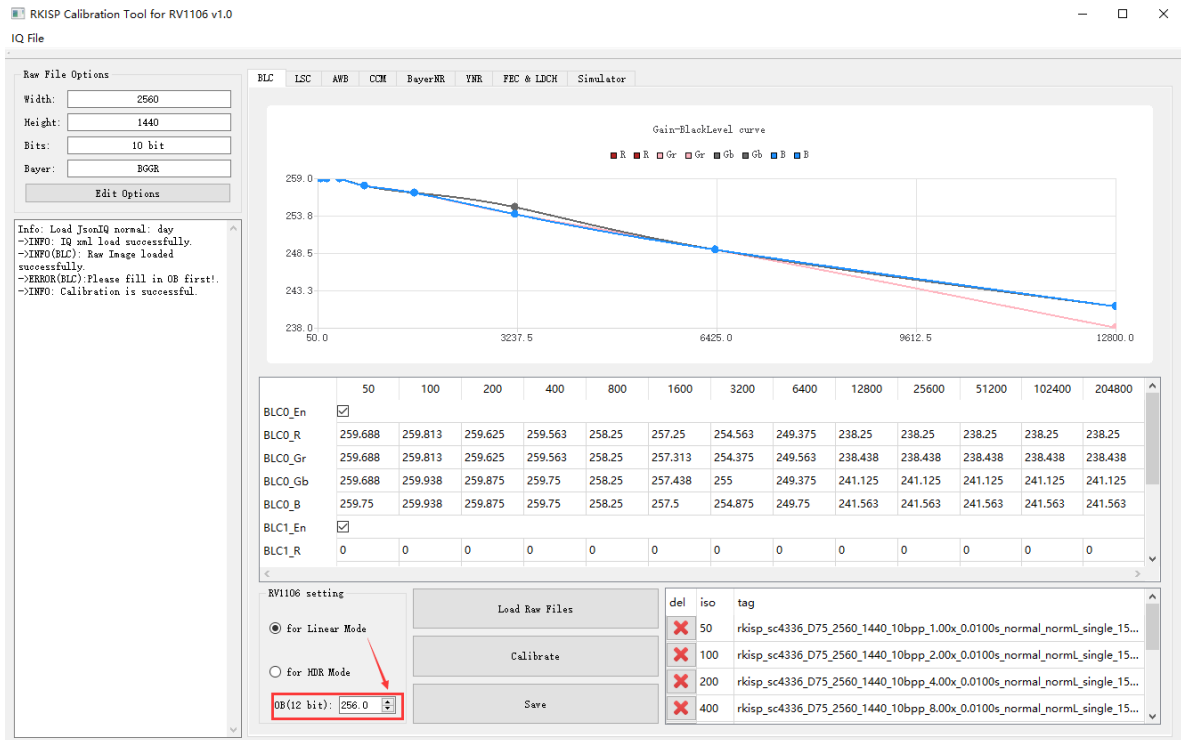 RKISP Calibration Tool for RV1106 v1.0
IQ File
Raw File Options
Width: 2560
Height: 1440
Bits: 10 bit
Bayer: BGGR
Edit Options
Info: Load JsonIQ normal: day
->INFO: IQ xml load successfully.
->INFO(BLC): Raw Image loaded
successfully.
->ERROR(BLC):Please fill in OB first!.
->INFO: Calibration is successful.
BLC LSC AWB CCM BayerNR YNR FEC & LDCH Simulator
Gain-BlackLevel curve
R R Gr Gr Gb Gb B B
259.0
253.8
248.5
243.3
238.0
50.0 3237.5 6425.0 9612.5 12800.0
50 100 200 400 800 1600 3200 6400 12800 25600 51200 102400 204800
BLC0_En
BLC0_R 259.688 259.813 259.625 259.563 258.25 257.25 254.563 249.375 238.25 238.25 238.25 238.25 238.25
BLC0_Gr 259.688 259.813 259.625 259.563 258.25 257.313 254.375 249.563 238.438 238.438 238.438 238.438 238.438
BLC0_Gb 259.688 259.938 259.875 259.75 258.25 257.438 255 249.375 241.125 241.125 241.125 241.125 241.125
BLC0_B 259.75 259.938 259.875 259.75 258.25 257.5 254.875 249.75 241.563 241.563 241.563 241.563 241.563
BLC1_En
BLC1_R 0 0 0 0 0 0 0 0 0 0 0 0 0
RV1106 setting
for Linear Mode
for HDR Mode
OB(12 bit): 256.0
Load Raw Files
Calibrate
Save
del iso tag
50 rkisp_sc4336_D75_2560_1440_10bpp_1.00x_0.0100s_normal_normL_single_15...
100 rkisp_sc4336_D75_2560_1440_10bpp_2.00x_0.0100s_normal_normL_single_15...
200 rkisp_sc4336_D75_2560_1440_10bpp_4.00x_0.0100s_normal_normL_single_15...
400 rkisp_sc4336_D75_2560_1440_10bpp_8.00x_0.0100s_normal_normL_single_15...